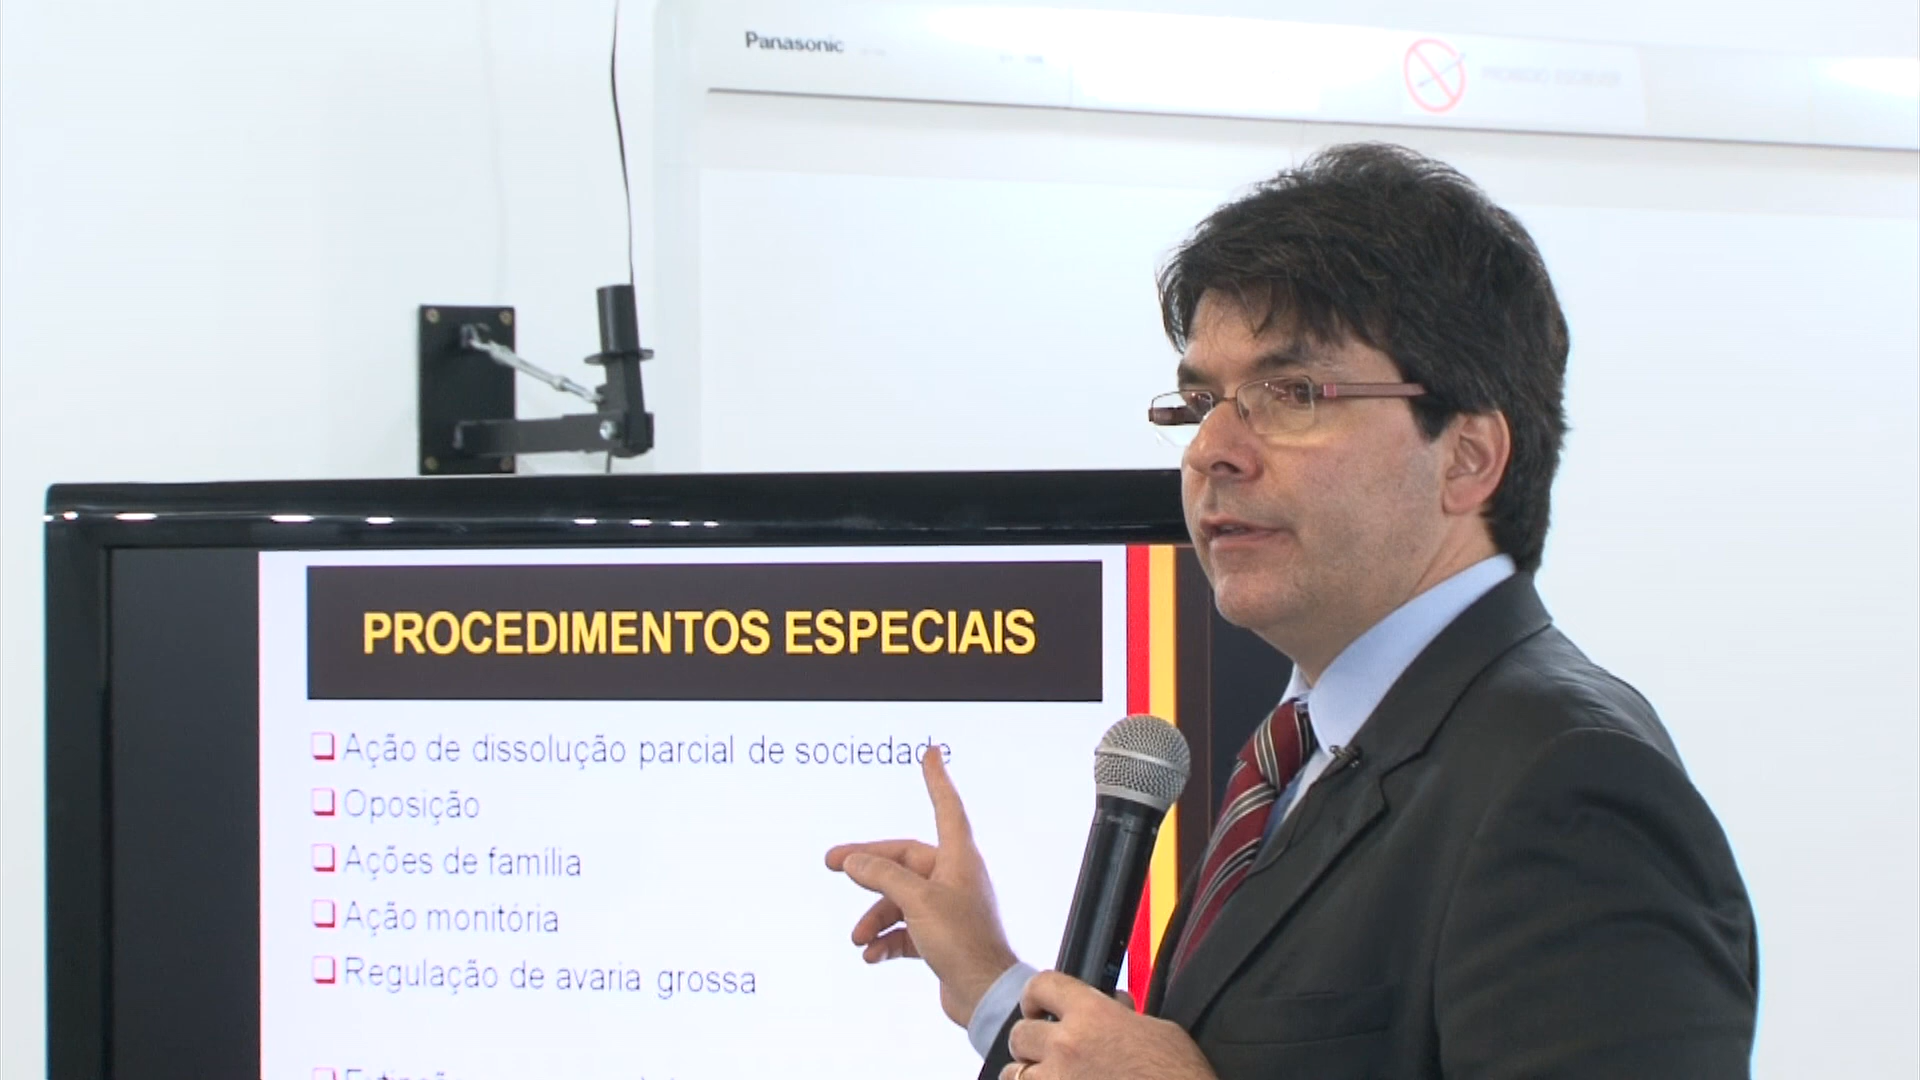 Panasonic
PROCEDIMENTOS ESPECIAIS
Ação de dissolução parcial de sociedade
Oposição
Ações de família
Ação monitória
Regulação de avaria grossa